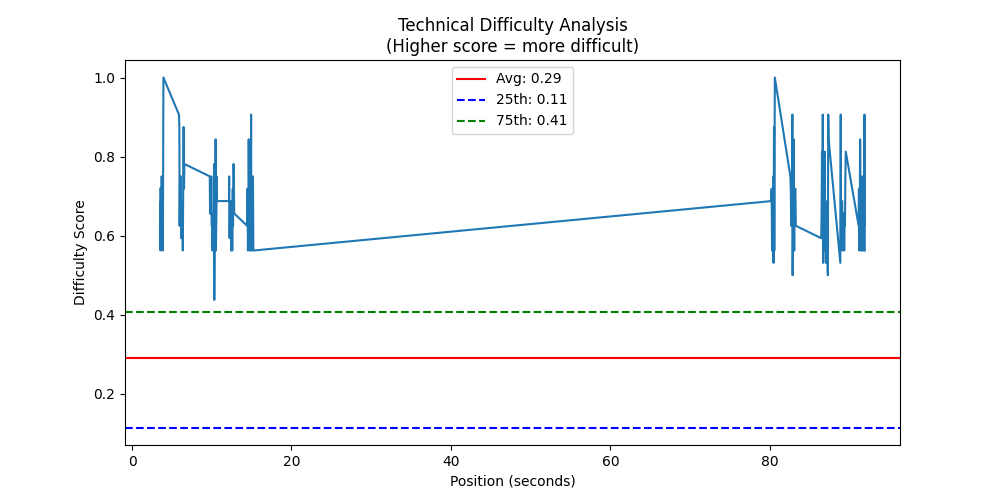 Technical Difficulty Analysis
(Higher score = more difficult)
Avg: 0.29
25th: 0.11
75th: 0.41
Difficulty Score
1.0
0.8
0.6
0.4
0.2
0
20
40
60
80
Position (seconds)